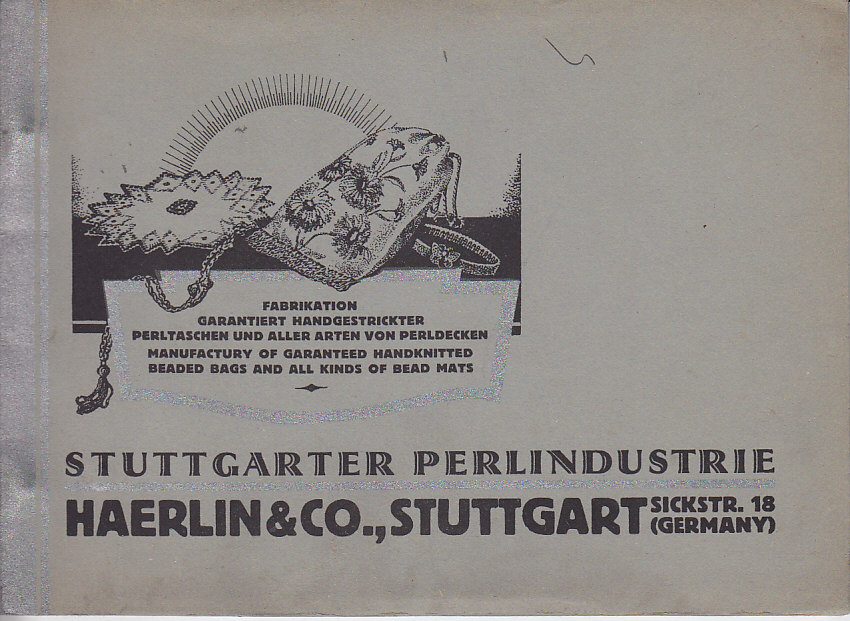 FABRIKATION
GARANTIERT HANDGESTRICKTER
PERLTASCHEN UND ALLER ARTEN VON PERLDECKEN
MANUFACTURY OF GARANTEED HANDKNITTED
BEADED BAGS AND ALL KINDS OF BEAD MATS
STUTTGARTER PERLINDUSTRIE
HAERLIN & CO., STUTTGART SICKSTR. 18
(GERMANY)